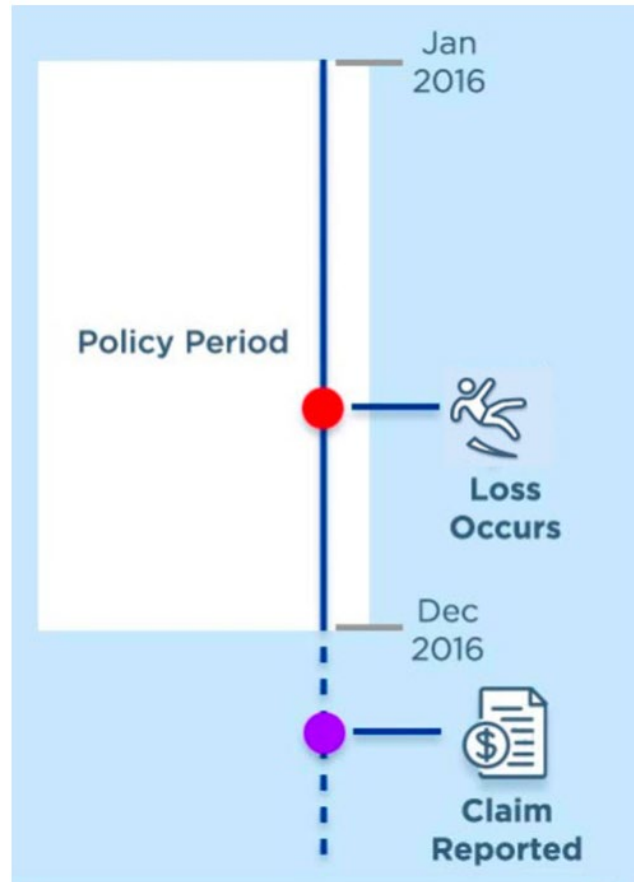 Jan
2016
Policy Period
Loss
Occurs
Dec
2016
$
Claim
Reported